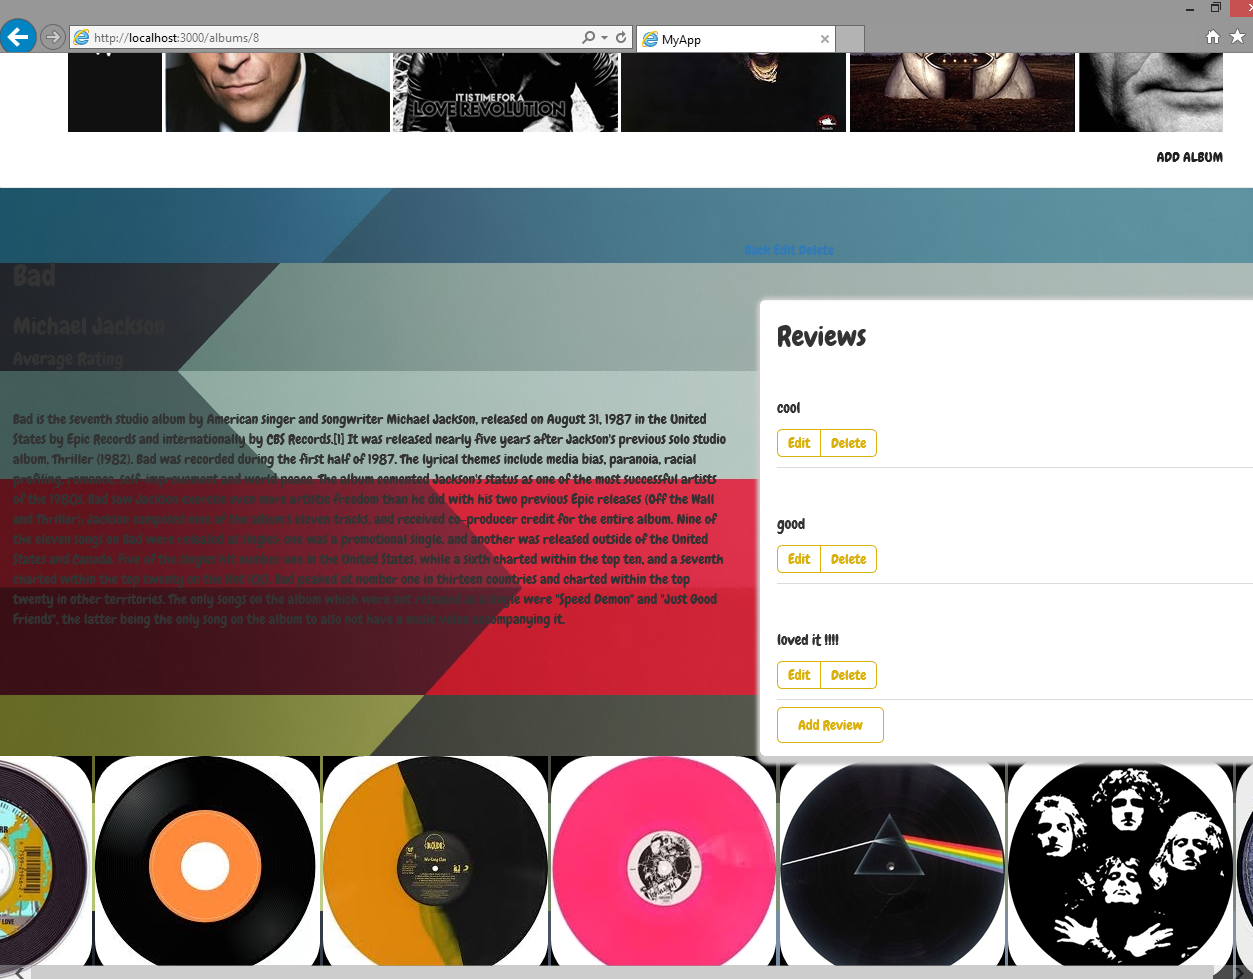 http://localhost:3000/albums/8
MyApp
IT IS TIME FOR A
LOVE REVOLUTION
ADD ALBUM
Back Edit Delete
Bad
Michael Jackson
Average Rating
Bad is the seventh studio album by American singer and songwriter Michael Jackson, released on August 31, 1987 in the United
States by Epic Records and internationally by CBS Records.[1] It was released nearly five years after Jackson's previous solo studio
album, Thriller (1982). Bad was recorded during the first half of 1987. The lyrical themes include media bias, paranoia, racial
profiling, romance, self-improvement and world peace. The album cemented Jackson's status as one of the most successful artists
of the 1980s. Bad saw Jackson exercise even more artistic freedom than he did with his two previous Epic releases (Off the Wall
and Thriller). Jackson composed nine of the album's eleven tracks, and received co-producer credit for the entire album. Nine of
the eleven songs on Bad were released as singles; one was a promotional single, and another was released outside of the United
States and Canada. Five of the singles hit number one in the United States, while a sixth charted within the top ten, and a seventh
charted within the top twenty on the Hot 100. Bad peaked at number one in thirteen countries and charted within the top
twenty in other territories. The only songs on the album which were not released as a single were "Speed Demon" and "Just Good
Friends", the latter being the only song on the album to also not have a music video accompanying it.
Reviews
cool
Edit Delete
good
Edit Delete
loved it !!!!
Edit Delete
Add Review
LOVE
Wu-Tang Clan